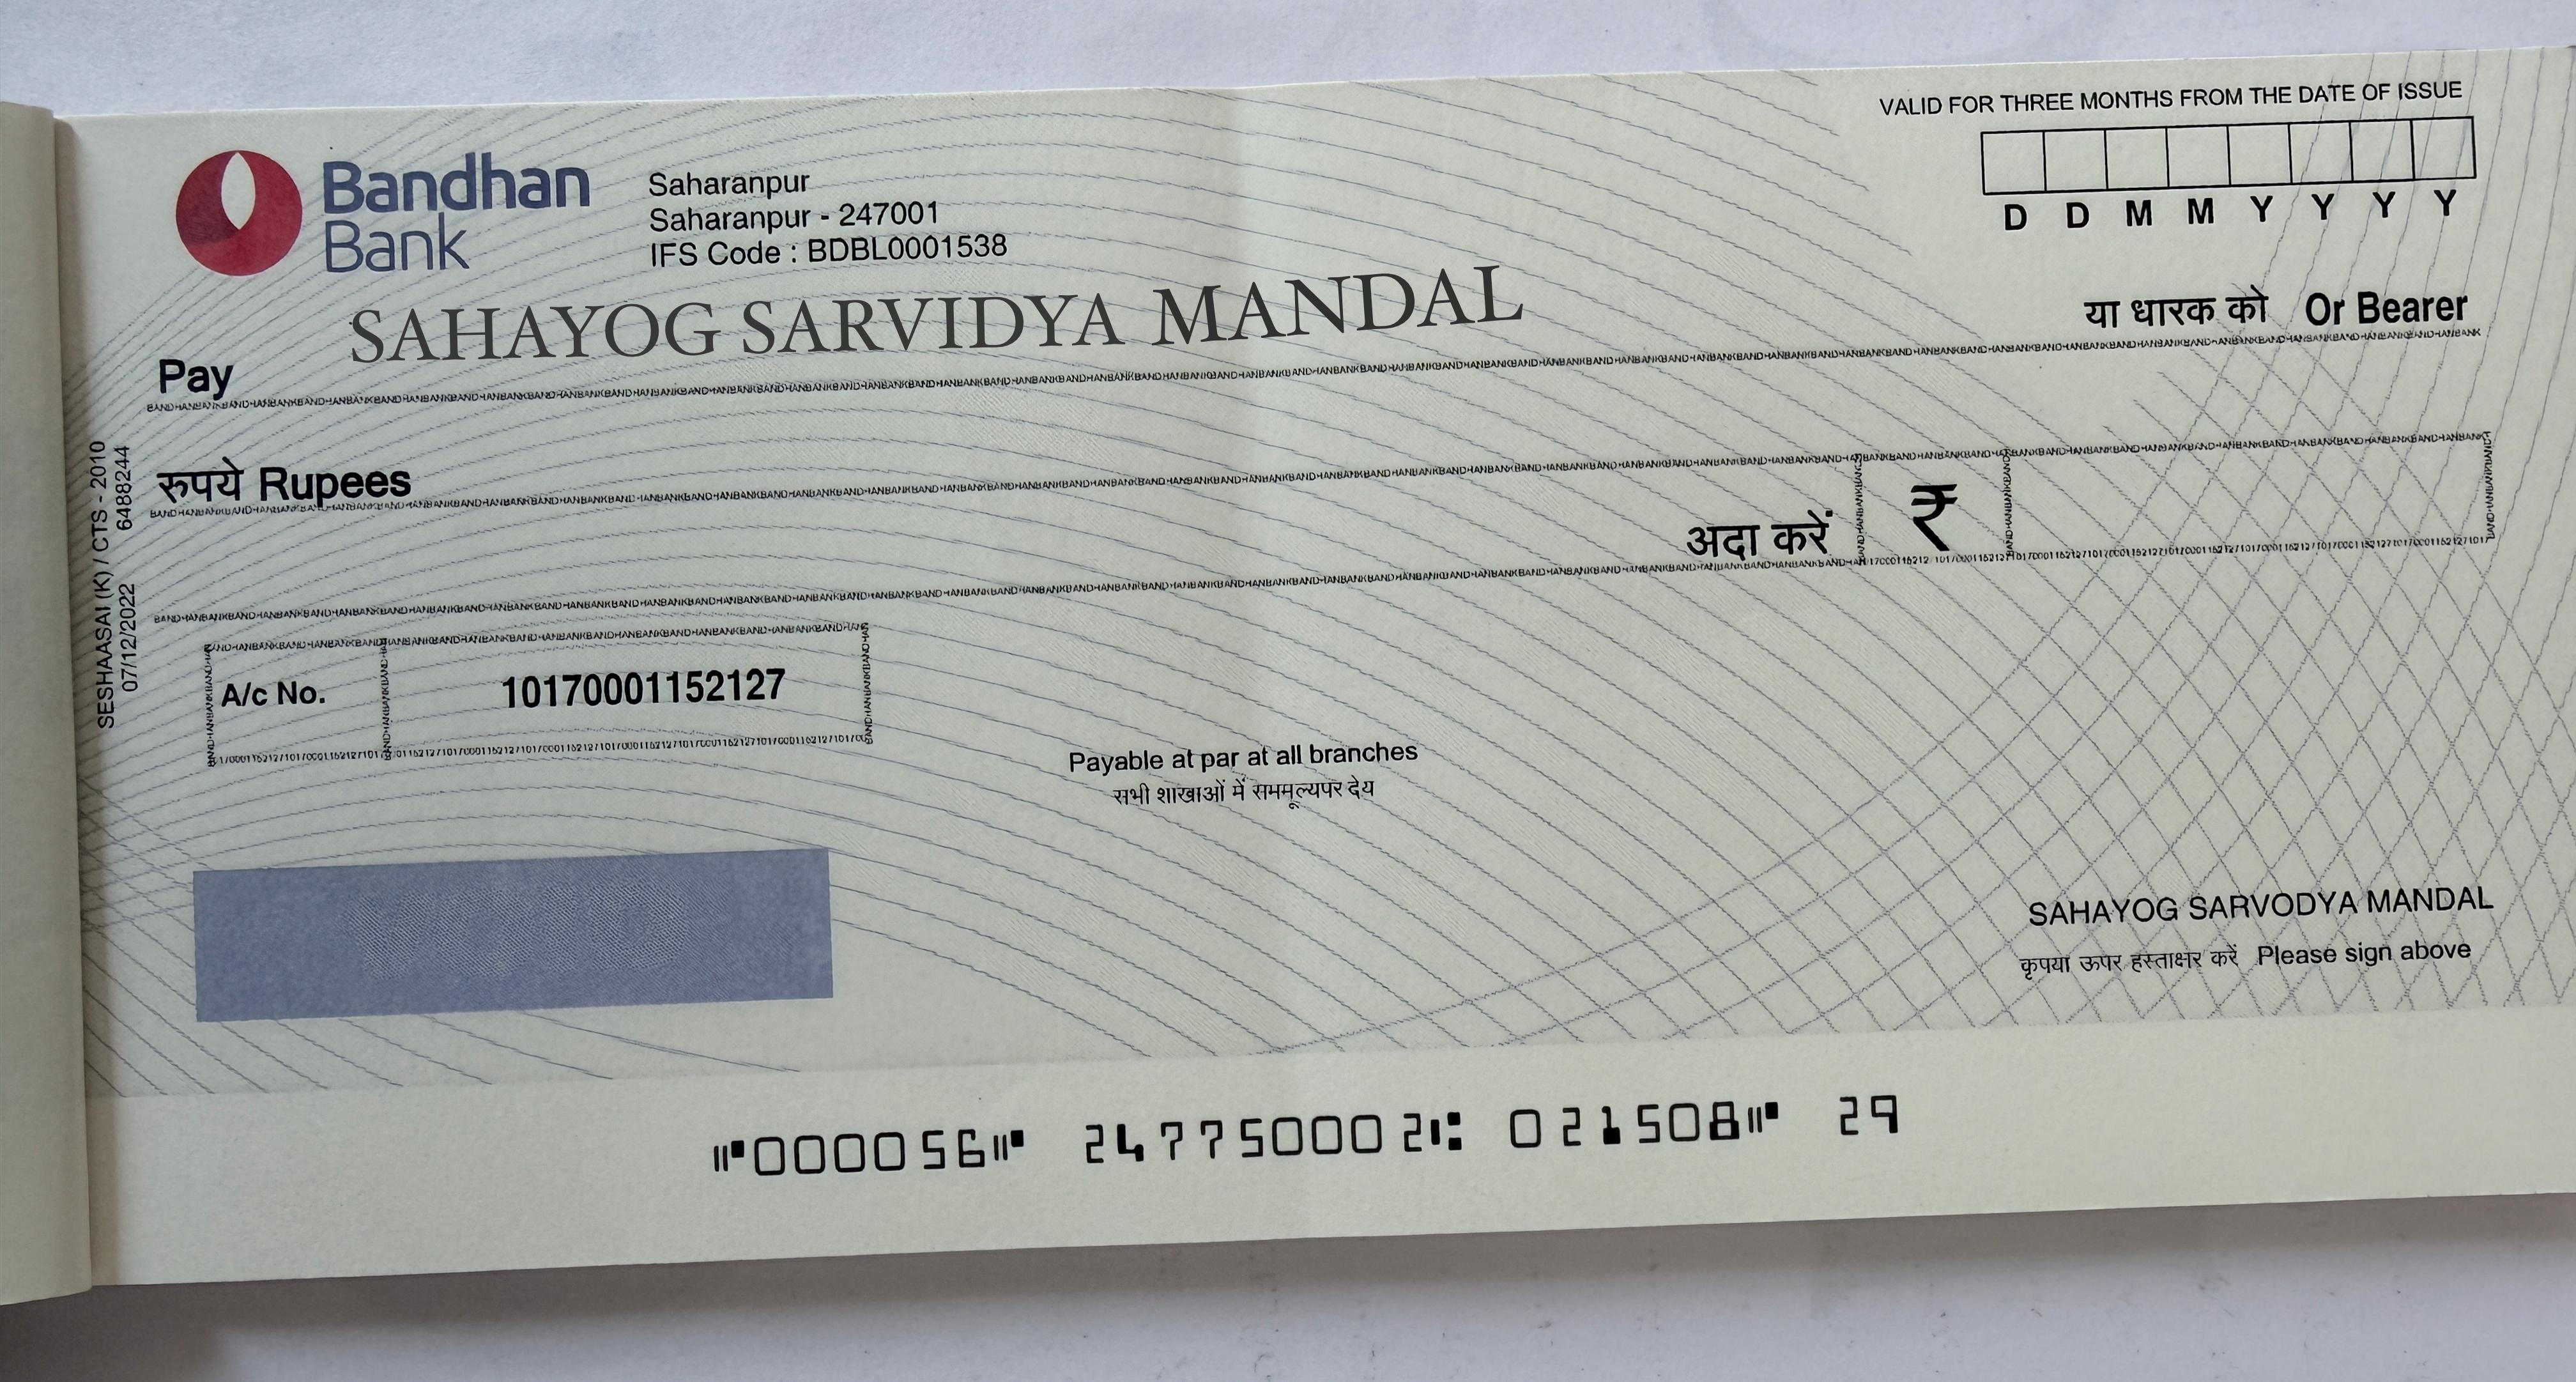 VALID FOR THREE MONTHS FROM THE DATE OF ISSUE
D D M M Y Y Y Y
Bandhan
Bank
Saharanpur
Saharanpur - 247001
IFS Code : BDBL0001538
SAHAYOG SARVIDYA MANDAL
Pay
या धारक को Or Bearer
रुपये Rupees
अदा करें ₹
SESHAASAI (K) / CTS - 2010
07/12/2022 6488244
A/c No. 10170001152127
Payable at par at all branches
सभी शाखाओं में सममूल्यपर देय
SAHAYOG SARVODYA MANDAL
कृपया ऊपर हस्ताक्षर करें Please sign above
⑈000056⑈ 247750002⑆ 021508⑈ 29